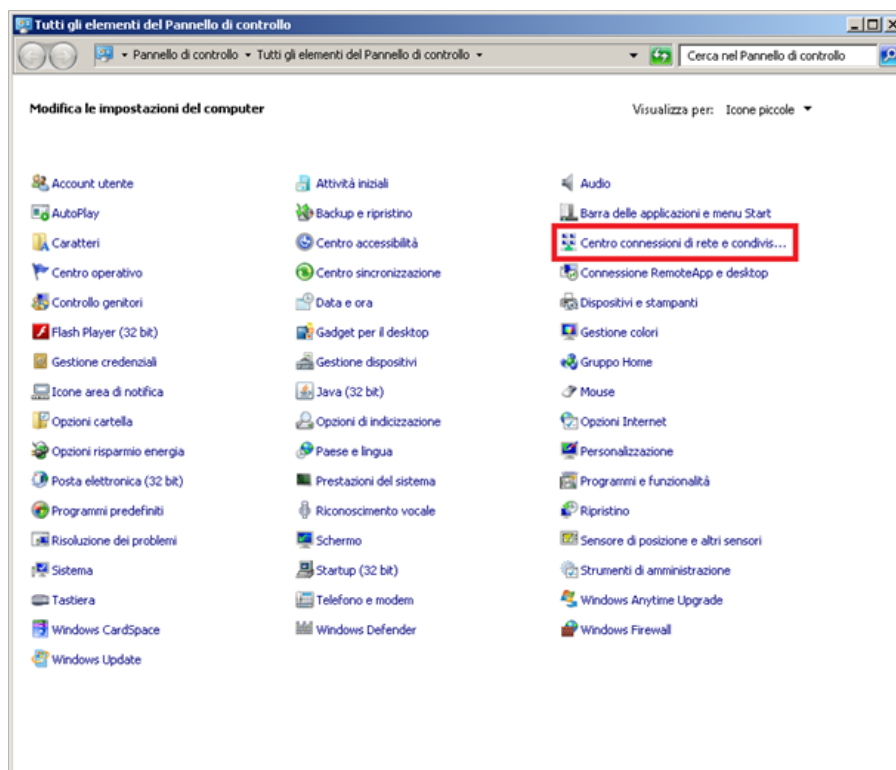 Tutti gli elementi del Pannello di controllo
Pannello di controllo Tutti gli elementi del Pannello di controllo Cerca nel Pannello di controllo
Modifica le impostazioni del computer Visualizza per: Icone piccole
Account utente Attività iniziali Audio
AutoPlay Backup e ripristino Barra delle applicazioni e menu Start
Caratteri Centro accessibilità Centro connessioni di rete e condivis...
Centro operativo Centro sincronizzazione Connessione RemoteApp e desktop
Controllo genitori Data e ora Dispositivi e stampanti
Flash Player (32 bit) Gadget per il desktop Gestione colori
Gestione credenziali Gestione dispositivi Gruppo Home
Icone area di notifica Java (32 bit) Mouse
Opzioni cartella Opzioni di indicizzazione Opzioni Internet
Opzioni risparmio energia Paese e lingua Personalizzazione
Posta elettronica (32 bit) Prestazioni del sistema Programmi e funzionalità
Programmi predefiniti Riconoscimento vocale Ripristino
Risoluzione dei problemi Schermo Sensore di posizione e altri sensori
Sistema Startup (32 bit) Strumenti di amministrazione
Tastiera Telefono e modem Windows Anytime Upgrade
Windows CardSpace Windows Defender Windows Firewall
Windows Update